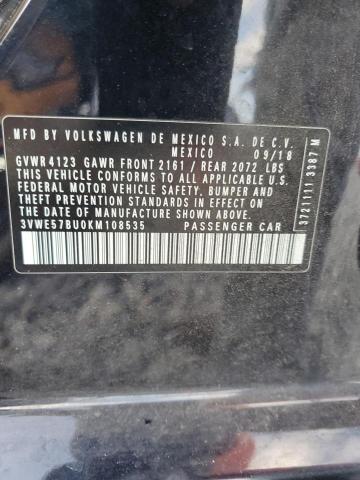 MFD BY VOLKSWAGEN DE MEXICO S.A. DE C.V.
MEXICO 09/18
GVWR 4123 GAWR FRONT 2161 / REAR 2072 LBS
THIS VEHICLE CONFORMS TO ALL APPLICABLE U.S.
FEDERAL MOTOR VEHICLE SAFETY, BUMPER AND
THEFT PREVENTION STANDARDS IN EFFECT ON THE
DATE OF MANUFACTURE SHOWN ABOVE.
3VWE57BU0KM108535 PASSENGER CAR
3721111 3387 M